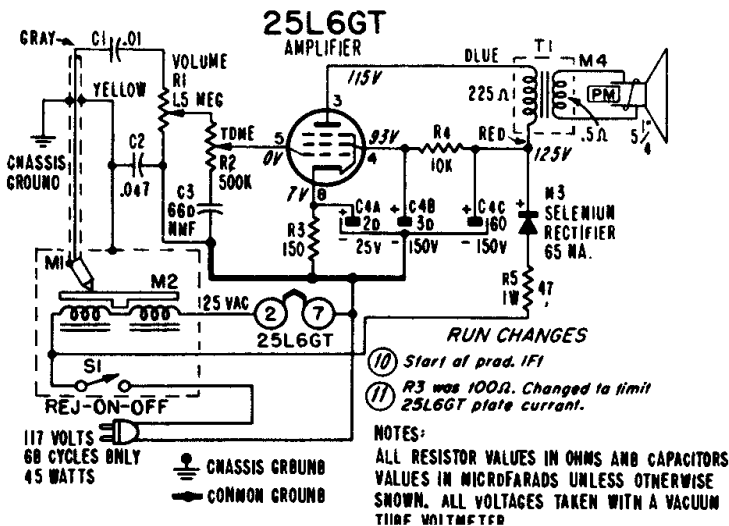 25L6GT
AMPLIFIER
GRAY
C1 .01
YELLOW
VOLUME
R1
1.5 MEG
TONE
R2
500K
C2
.047
CHASSIS
GROUND
C3
660
MMF
115V
3
5
0V
93V
4
7V
8
R3
150
R4
10K
C4A
20
25V
C4B
30
150V
C4C
60
150V
BLUE
T1
225Ω
RED
125V
.5Ω
M4
PM
5 1/4
M3
SELENIUM
RECTIFIER
65 MA.
R5
1W
47
M1
M2
25 VAC
2
7
25L6GT
S1
REJ-ON-OFF
117 VOLTS
60 CYCLES ONLY
45 WATTS
CHASSIS GROUND
COMMON GROUND
RUN CHANGES
10 Start of prod. 1F1
11 R3 was 100Ω. Changed to limit
25L6GT plate current.
NOTES:
ALL RESISTOR VALUES IN OHMS AND CAPACITORS
VALUES IN MICROFARADS UNLESS OTHERWISE
SHOWN. ALL VOLTAGES TAKEN WITH A VACUUM
TUBE VOLTMETER